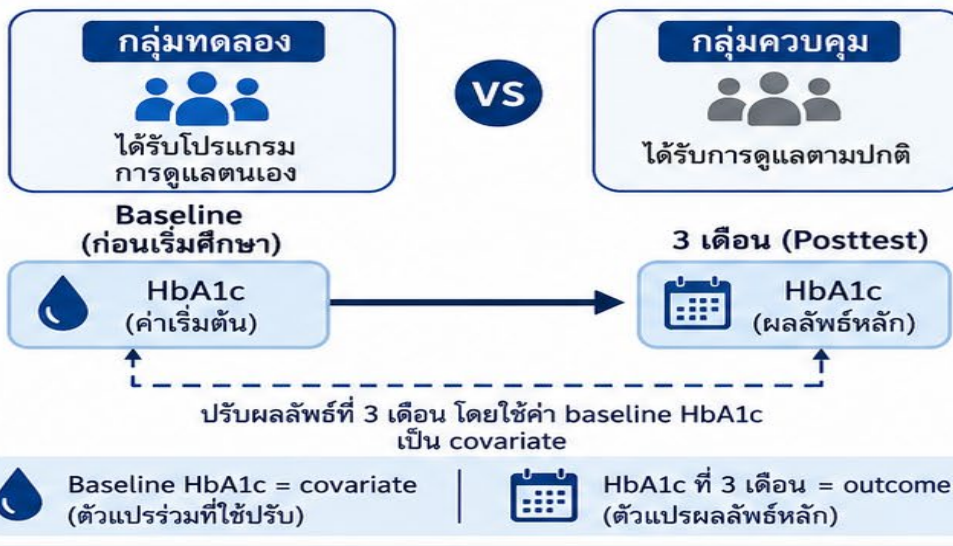 กลุ่มทดลอง
ได้รับโปรแกรม
การดูแลตนเอง
VS
กลุ่มควบคุม
ได้รับการดูแลตามปกติ
Baseline
(ก่อนเริ่มศึกษา)
HbA1c
(ค่าเริ่มต้น)
3 เดือน (Posttest)
HbA1c
(ผลลัพธ์หลัก)
ปรับผลลัพธ์ที่ 3 เดือน โดยใช้ค่า baseline HbA1c
เป็น covariate
Baseline HbA1c = covariate
(ตัวแปรร่วมที่ใช้ปรับ)
HbA1c ที่ 3 เดือน = outcome
(ตัวแปรผลลัพธ์หลัก)